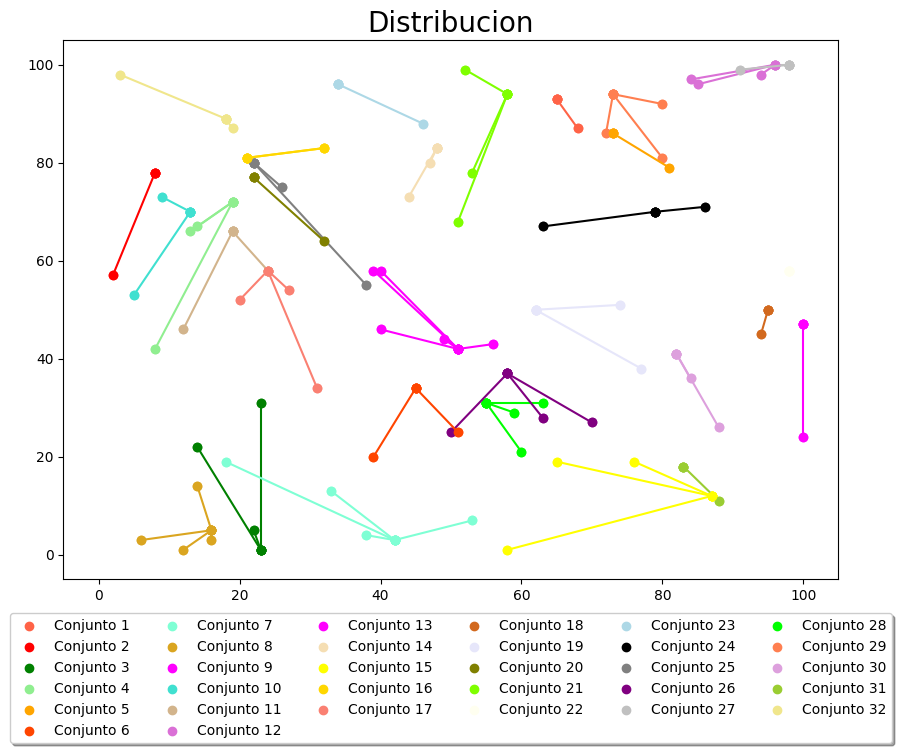 Distribucion
100
80
60
40
20
0
0 20 40 60 80 100
Conjunto 1 Conjunto 7 Conjunto 13 Conjunto 18 Conjunto 23 Conjunto 28
Conjunto 2 Conjunto 8 Conjunto 14 Conjunto 19 Conjunto 24 Conjunto 29
Conjunto 3 Conjunto 9 Conjunto 15 Conjunto 20 Conjunto 25 Conjunto 30
Conjunto 4 Conjunto 10 Conjunto 16 Conjunto 21 Conjunto 26 Conjunto 31
Conjunto 5 Conjunto 11 Conjunto 17 Conjunto 22 Conjunto 27 Conjunto 32
Conjunto 6 Conjunto 12